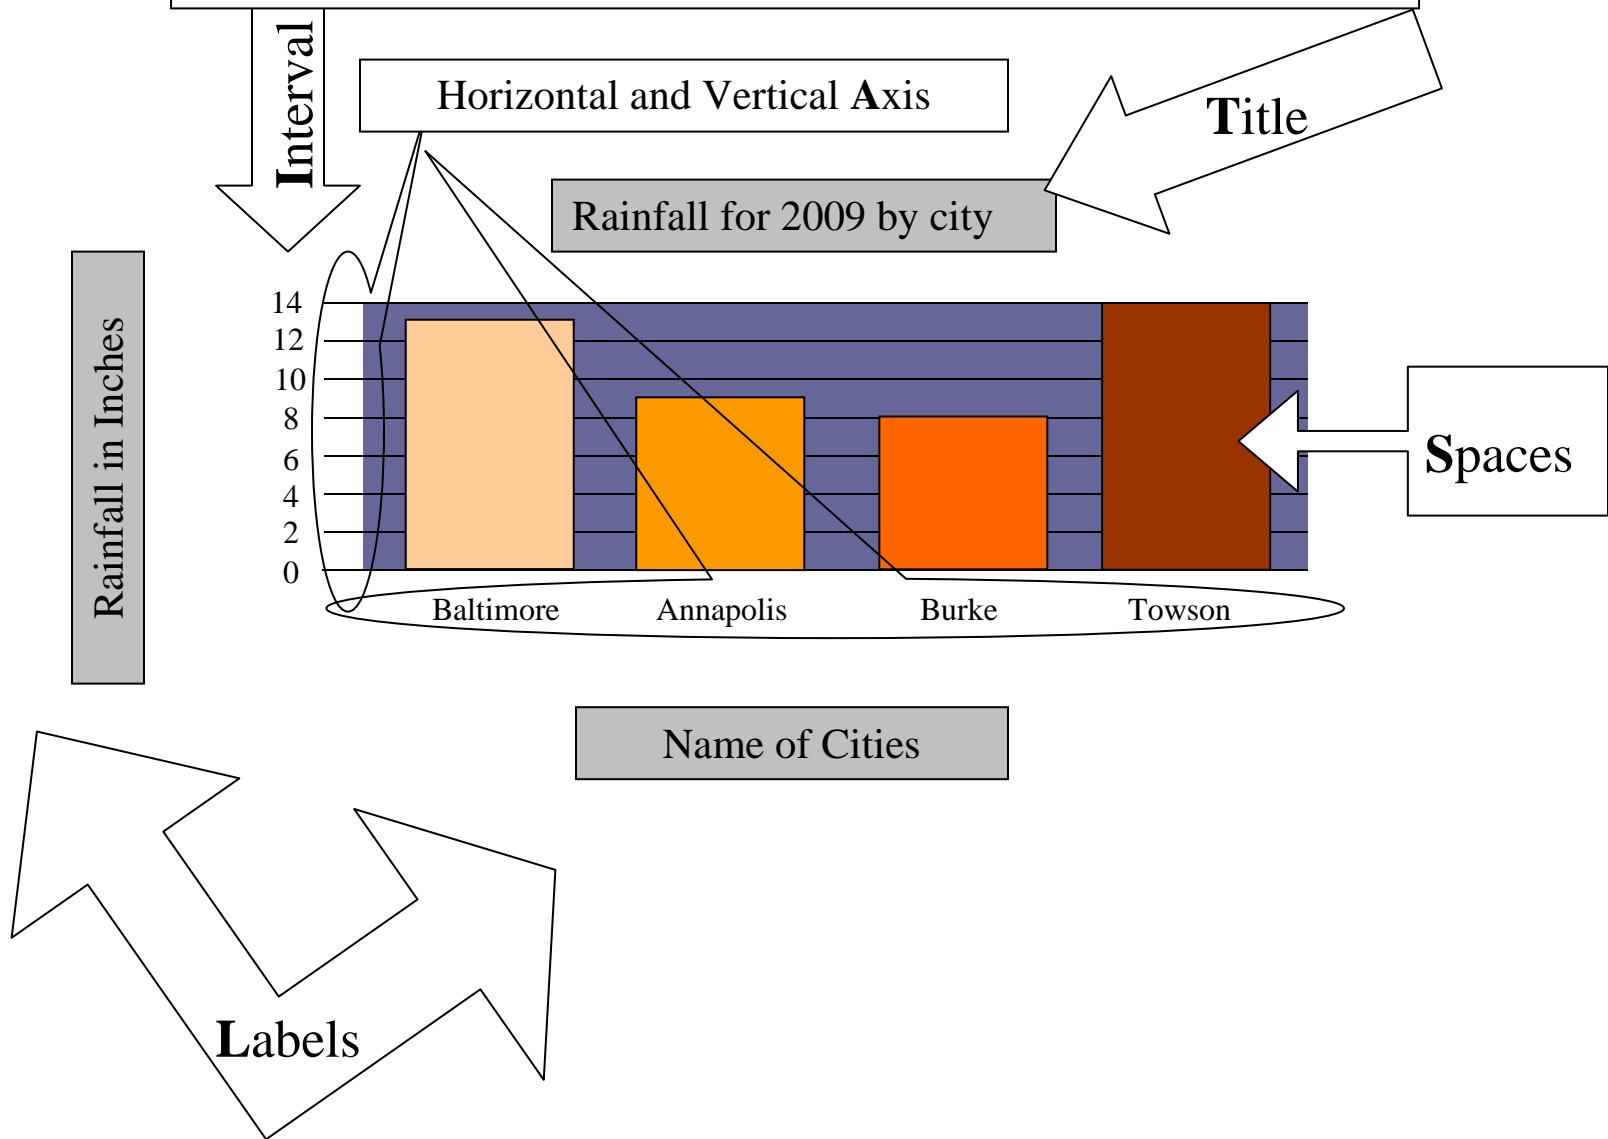 Interval
Horizontal and Vertical Axis
Title
Rainfall for 2009 by city
Rainfall in Inches
14
12
10
8
6
4
2
0
Spaces
Baltimore Annapolis Burke Towson
Name of Cities
Labels